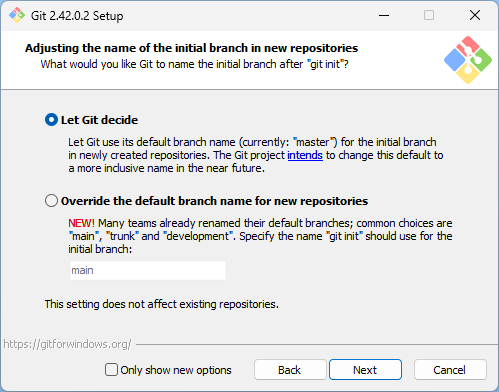 Git 2.42.0.2 Setup
Adjusting the name of the initial branch in new repositories
What would you like Git to name the initial branch after "git init"?
Let Git decide
Let Git use its default branch name (currently: "master") for the initial branch
in newly created repositories. The Git project intends to change this default to
a more inclusive name in the near future.
Override the default branch name for new repositories
NEW! Many teams already renamed their default branches; common choices are
"main", "trunk" and "development". Specify the name "git init" should use for the
initial branch:
main
This setting does not affect existing repositories.
https://gitforwindows.org/
Only show new options
Back
Next
Cancel